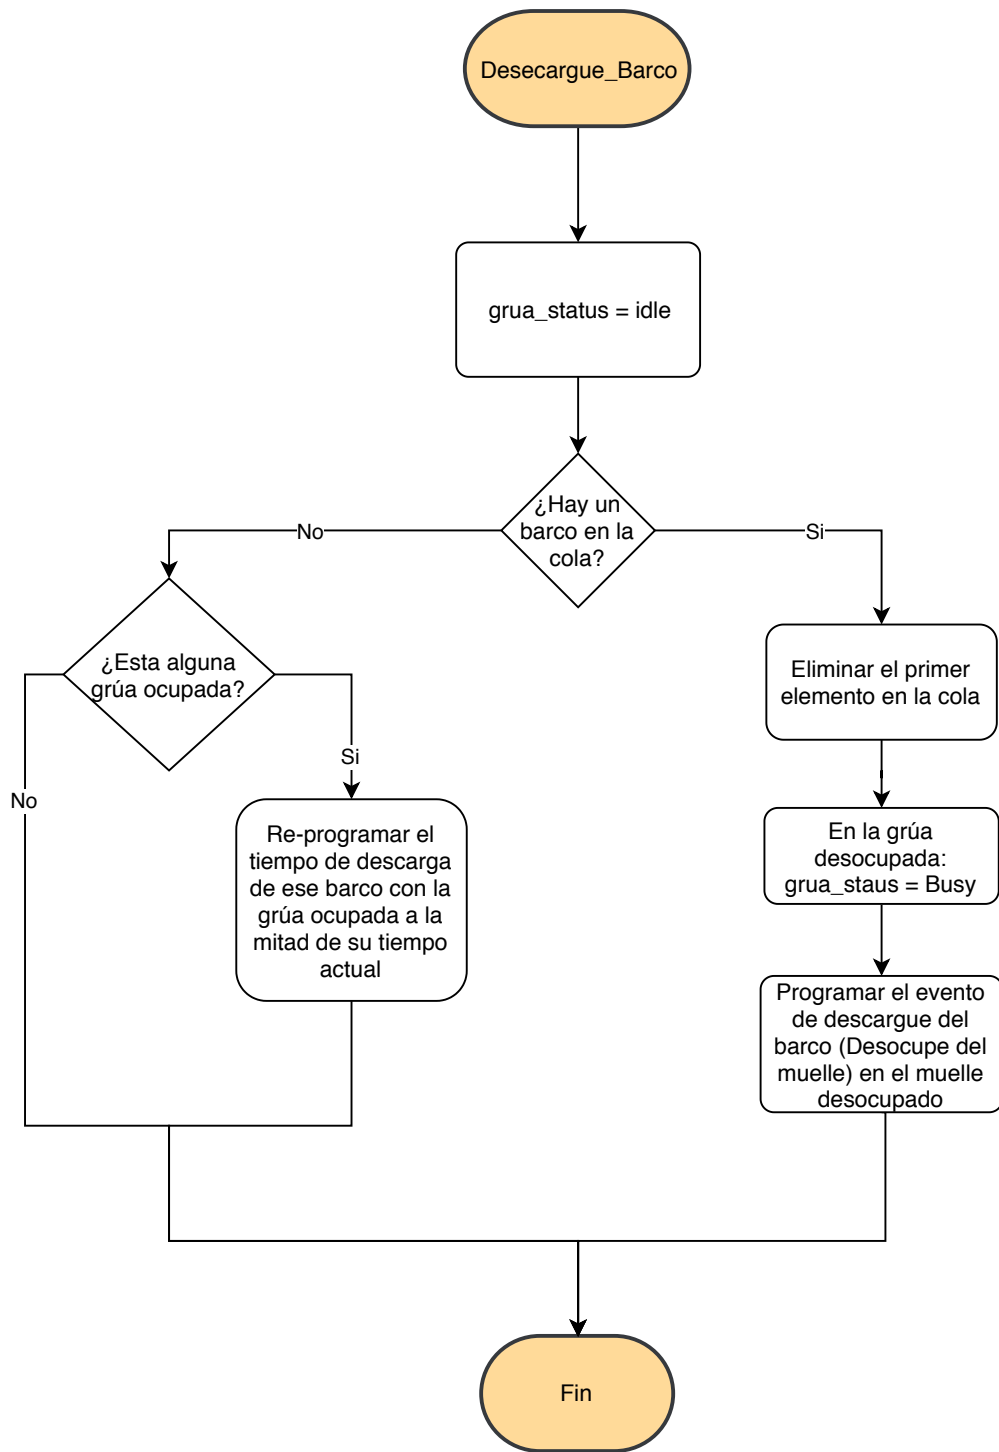 Desecargue_Barco
grua_status = idle
¿Hay un
barco en la
cola?
No
Si
¿Esta alguna
grúa ocupada?
Eliminar el primer
elemento en la cola
Si
No
Re-programar el
tiempo de descarga
de ese barco con la
grúa ocupada a la
mitad de su tiempo
actual
En la grúa
desocupada:
grua_staus = Busy
Programar el evento
de descargue del
barco (Desocupe del
muelle) en el muelle
desocupado
Fin